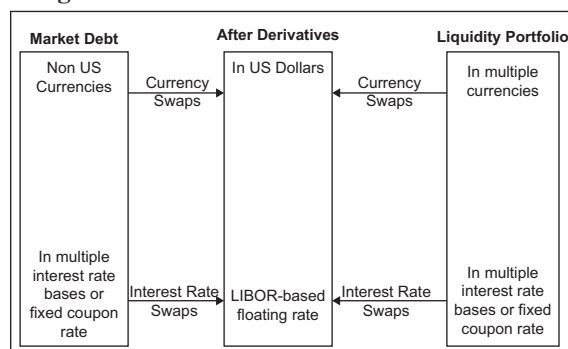 Market Debt
After Derivatives
Liquidity Portfolio
Non US
Currencies
Currency
Swaps
In US Dollars
Currency
Swaps
In multiple
currencies
In multiple
interest rate
bases or
fixed coupon
rate
Interest Rate
Swaps
LIBOR-based
floating rate
Interest Rate
Swaps
In multiple
interest rate
bases or fixed
coupon rate